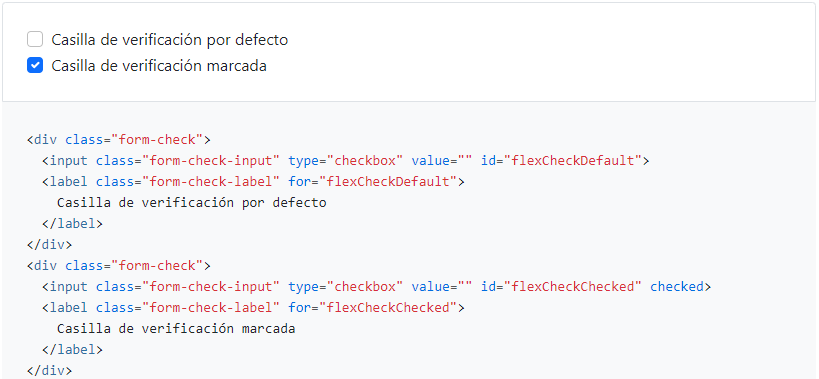 Casilla de verificación por defecto
Casilla de verificación marcada
<div class="form-check">
  <input class="form-check-input" type="checkbox" value="" id="flexCheckDefault">
  <label class="form-check-label" for="flexCheckDefault">
    Casilla de verificación por defecto
  </label>
</div>
<div class="form-check">
  <input class="form-check-input" type="checkbox" value="" id="flexCheckChecked" checked>
  <label class="form-check-label" for="flexCheckChecked">
    Casilla de verificación marcada
  </label>
</div>